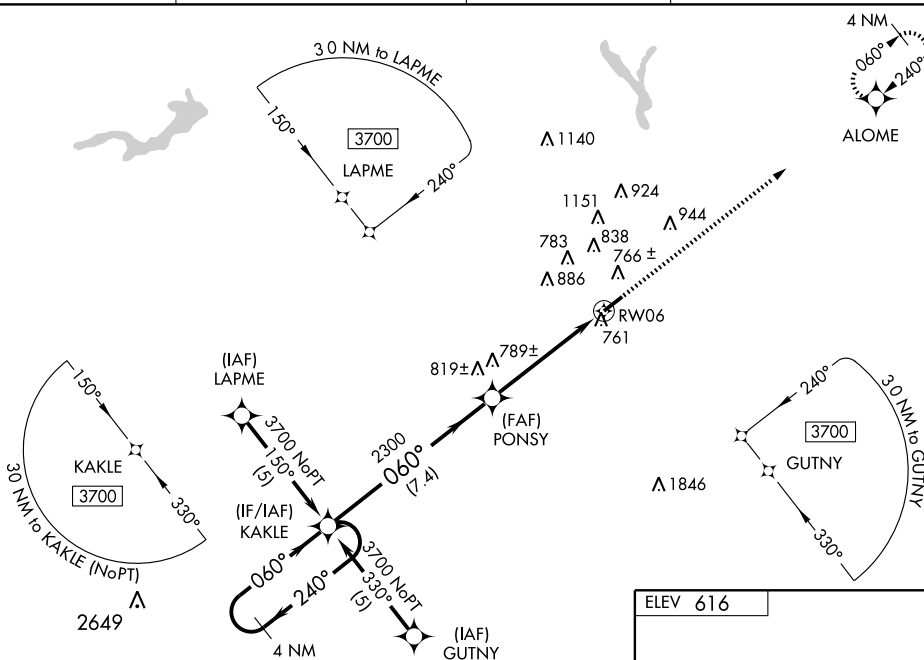 4 NM
060°
240°
ALOME
30 NM to LAPME
150°
3700
LAPME
240°
1140
924
1151
944
838
783
766 ±
886
RW06
761
819±
789±
(FAF)
PONSY
(IAF)
LAPME
3700 NoPT
150°
(5)
2300
060°
(7.4)
150°
KAKLE
3700
330°
30 NM to KAKLE (NoPT)
2649
(IF/IAF)
KAKLE
060°
240°
4 NM
3700 NoPT
330°
(5)
(IAF)
GUTNY
240°
30 NM to GUTNY
3700
GUTNY
330°
1846
ELEV 616